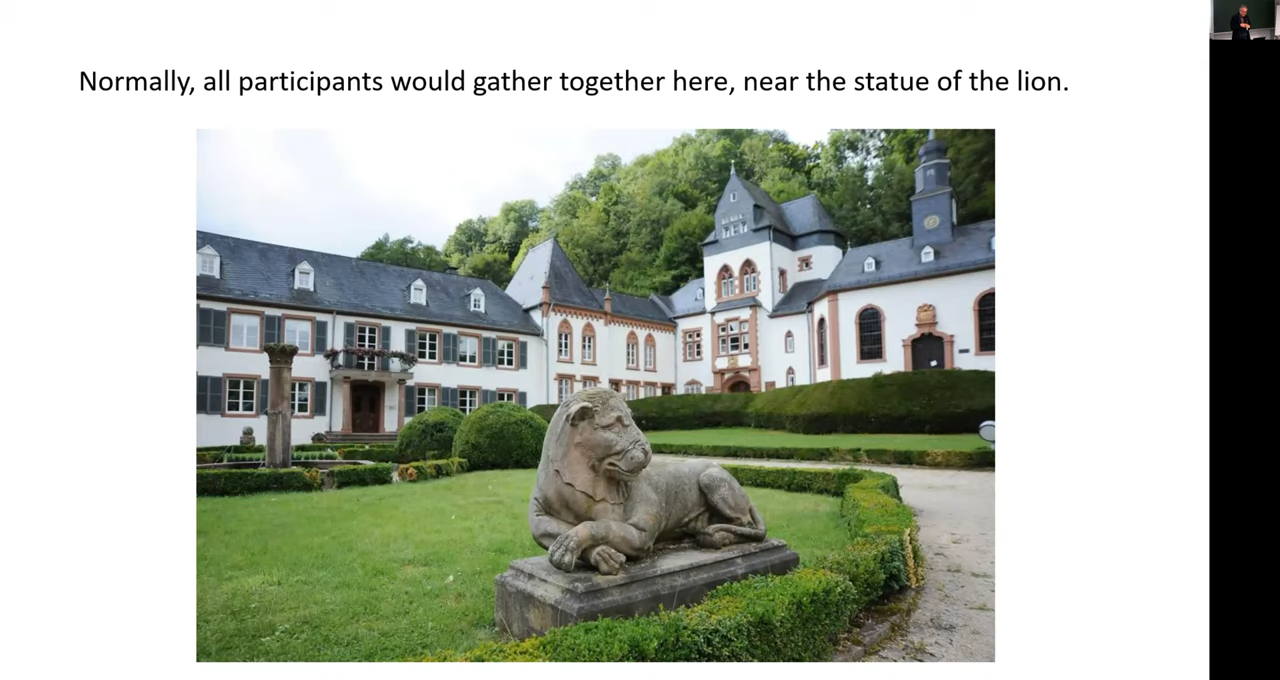 Normally, all participants would gather together here, near the statue of the lion.